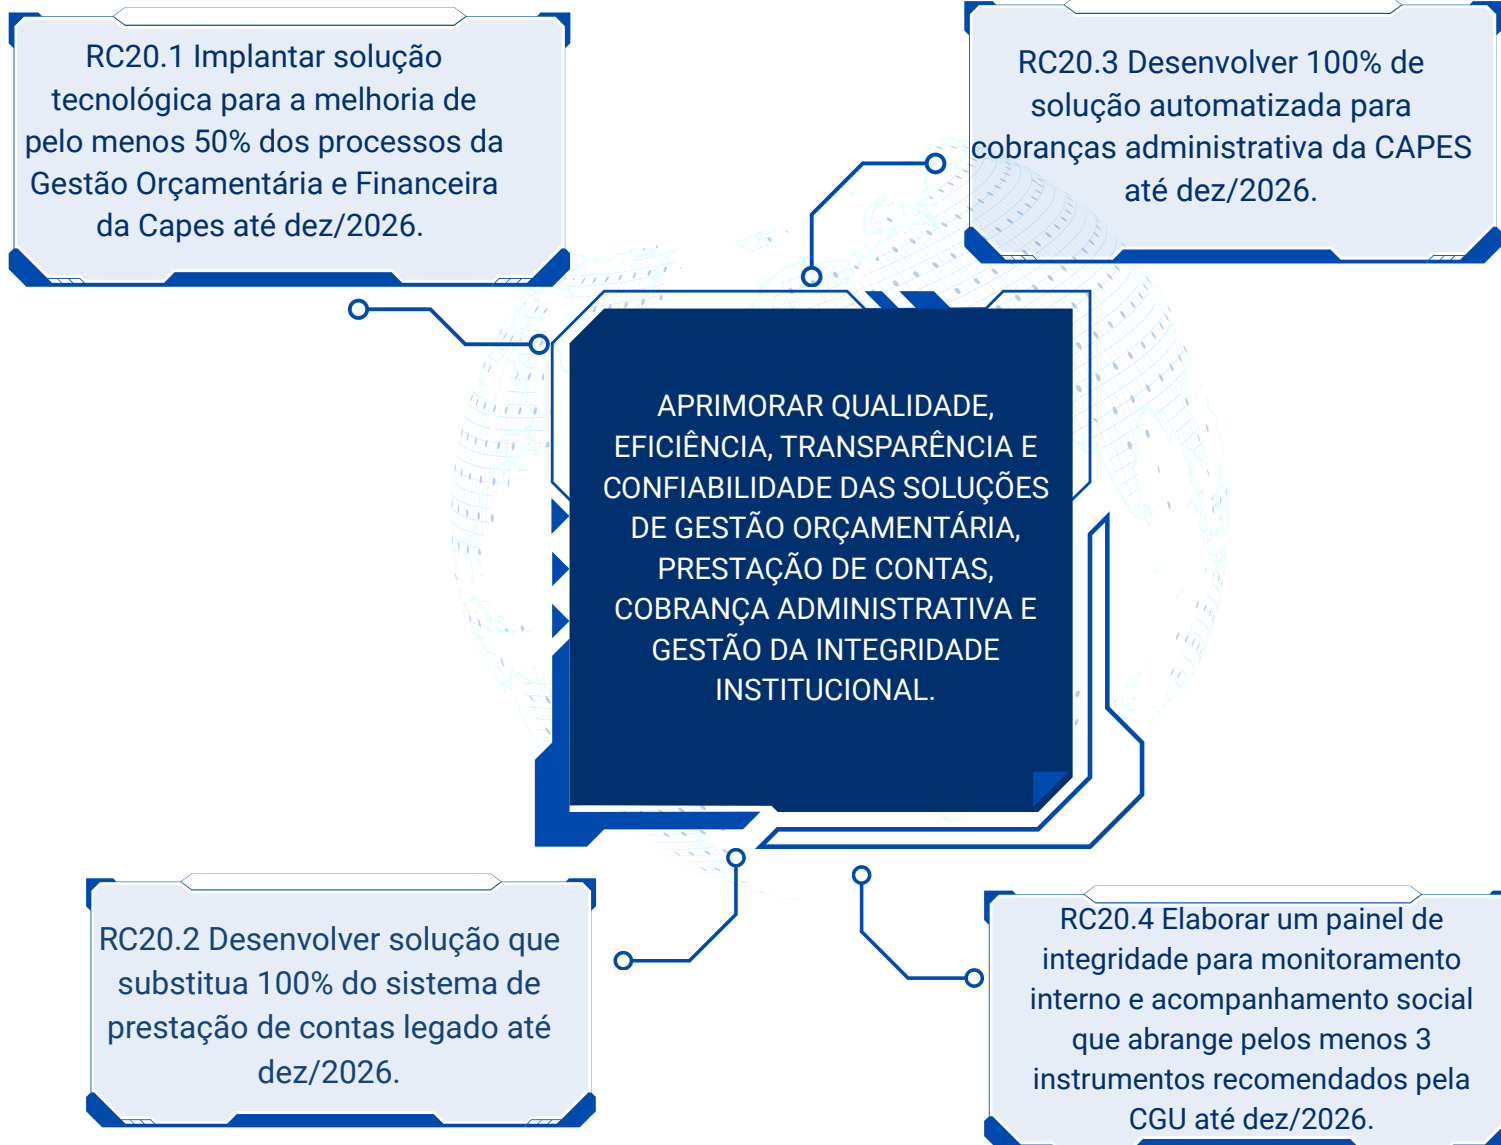 RC20.1 Implantar solução
tecnológica para a melhoria de
pelo menos 50% dos processos da
Gestão Orçamentária e Financeira
da Capes até dez/2026.
RC20.3 Desenvolver 100% de
solução automatizada para
cobranças administrativa da CAPES
até dez/2026.
APRIMORAR QUALIDADE,
EFICIÊNCIA, TRANSPARÊNCIA E
CONFIABILIDADE DAS SOLUÇÕES
DE GESTÃO ORÇAMENTÁRIA,
PRESTAÇÃO DE CONTAS,
COBRANÇA ADMINISTRATIVA E
GESTÃO DA INTEGRIDADE
INSTITUCIONAL.
RC20.2 Desenvolver solução que
substitua 100% do sistema de
prestação de contas legado até
dez/2026.
RC20.4 Elaborar um painel de
integridade para monitoramento
interno e acompanhamento social
que abrange pelos menos 3
instrumentos recomendados pela
CGU até dez/2026.